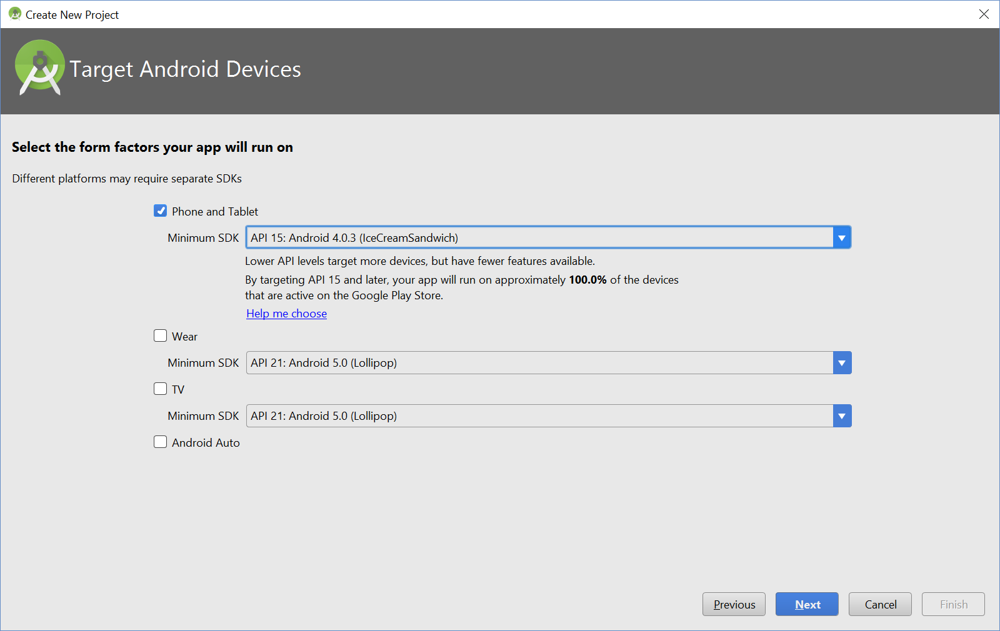 Create New Project
Target Android Devices
Select the form factors your app will run on
Different platforms may require separate SDKs
Phone and Tablet
Minimum SDK API 15: Android 4.0.3 (IceCreamSandwich)
Lower API levels target more devices, but have fewer features available.
By targeting API 15 and later, your app will run on approximately 100.0% of the devices
that are active on the Google Play Store.
Help me choose
Wear
Minimum SDK API 21: Android 5.0 (Lollipop)
TV
Minimum SDK API 21: Android 5.0 (Lollipop)
Android Auto
Previous Next Cancel Finish